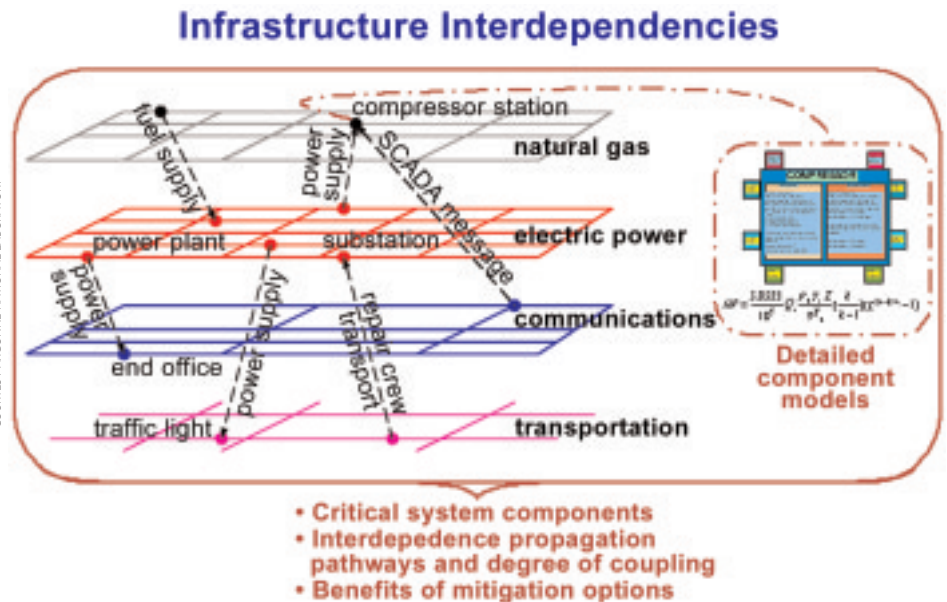 Infrastructure Interdependencies
compressor station
fuel supply
power
supply
SCADA message
natural gas
COMPRESSOR
power plant
substation
electric power
power
supply
power supply
repair crew
transport
communications
end office
Detailed
component
models
traffic light
transportation
• Critical system components
• Interdepedence propagation
pathways and degree of coupling
• Benefits of mitigation options